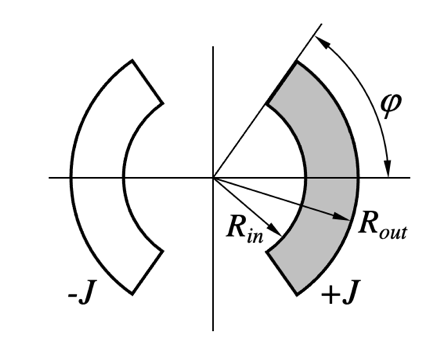 φ
R_in
R_out
-J
+J